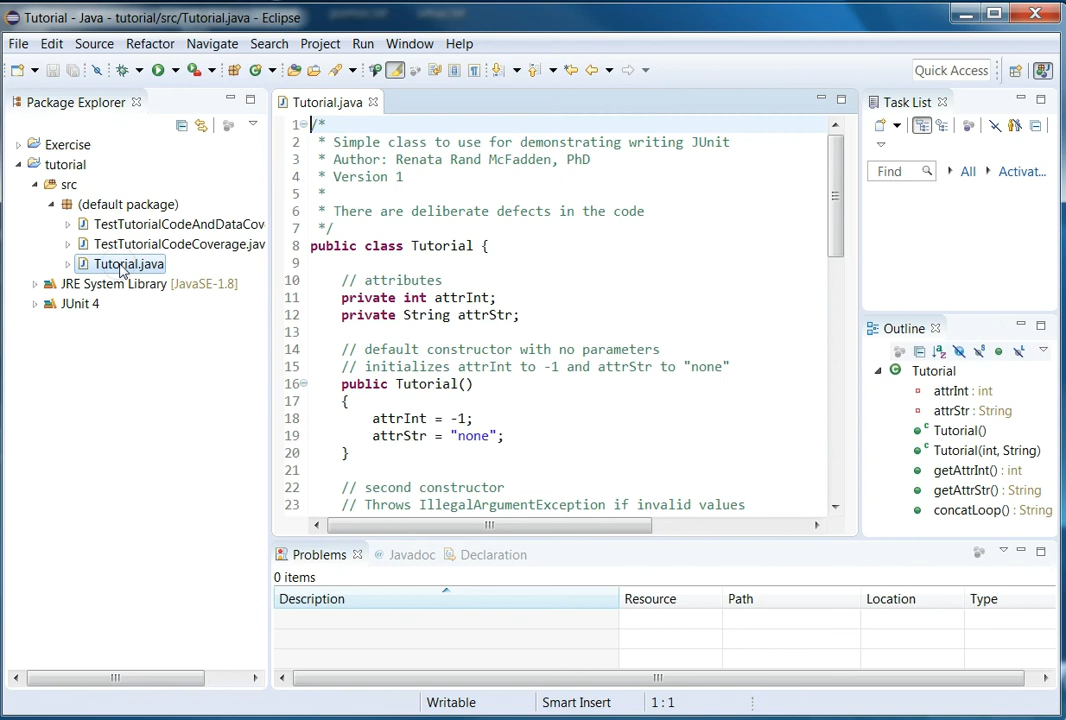 Tutorial - Java - tutorial/src/Tutorial.java - Eclipse
File Edit Source Refactor Navigate Search Project Run Window Help
Quick Access
Package Explorer
Exercise
tutorial
src
(default package)
TestTutorialCodeAndDataCov
TestTutorialCodeCoverage.jav
Tutorial.java
JRE System Library [JavaSE-1.8]
JUnit 4
Tutorial.java
1 /*
2 * Simple class to use for demonstrating writing JUnit
3 * Author: Renata Rand McFadden, PhD
4 * Version 1
5 *
6 * There are deliberate defects in the code
7 */
8 public class Tutorial {
9
10 // attributes
11 private int attrInt;
12 private String attrStr;
13
14 // default constructor with no parameters
15 // initializes attrInt to -1 and attrStr to "none"
16 public Tutorial()
17 {
18 attrInt = -1;
19 attrStr = "none";
20 }
21
22 // second constructor
23 // Throws IllegalArgumentException if invalid values
Task List
Find All Activat...
Outline
Tutorial
attrInt : int
attrStr : String
Tutorial()
Tutorial(int, String)
getAttrInt() : int
getAttrStr() : String
concatLoop() : String
Problems @ Javadoc Declaration
0 items
Description Resource Path Location Type
Writable Smart Insert 1 : 1